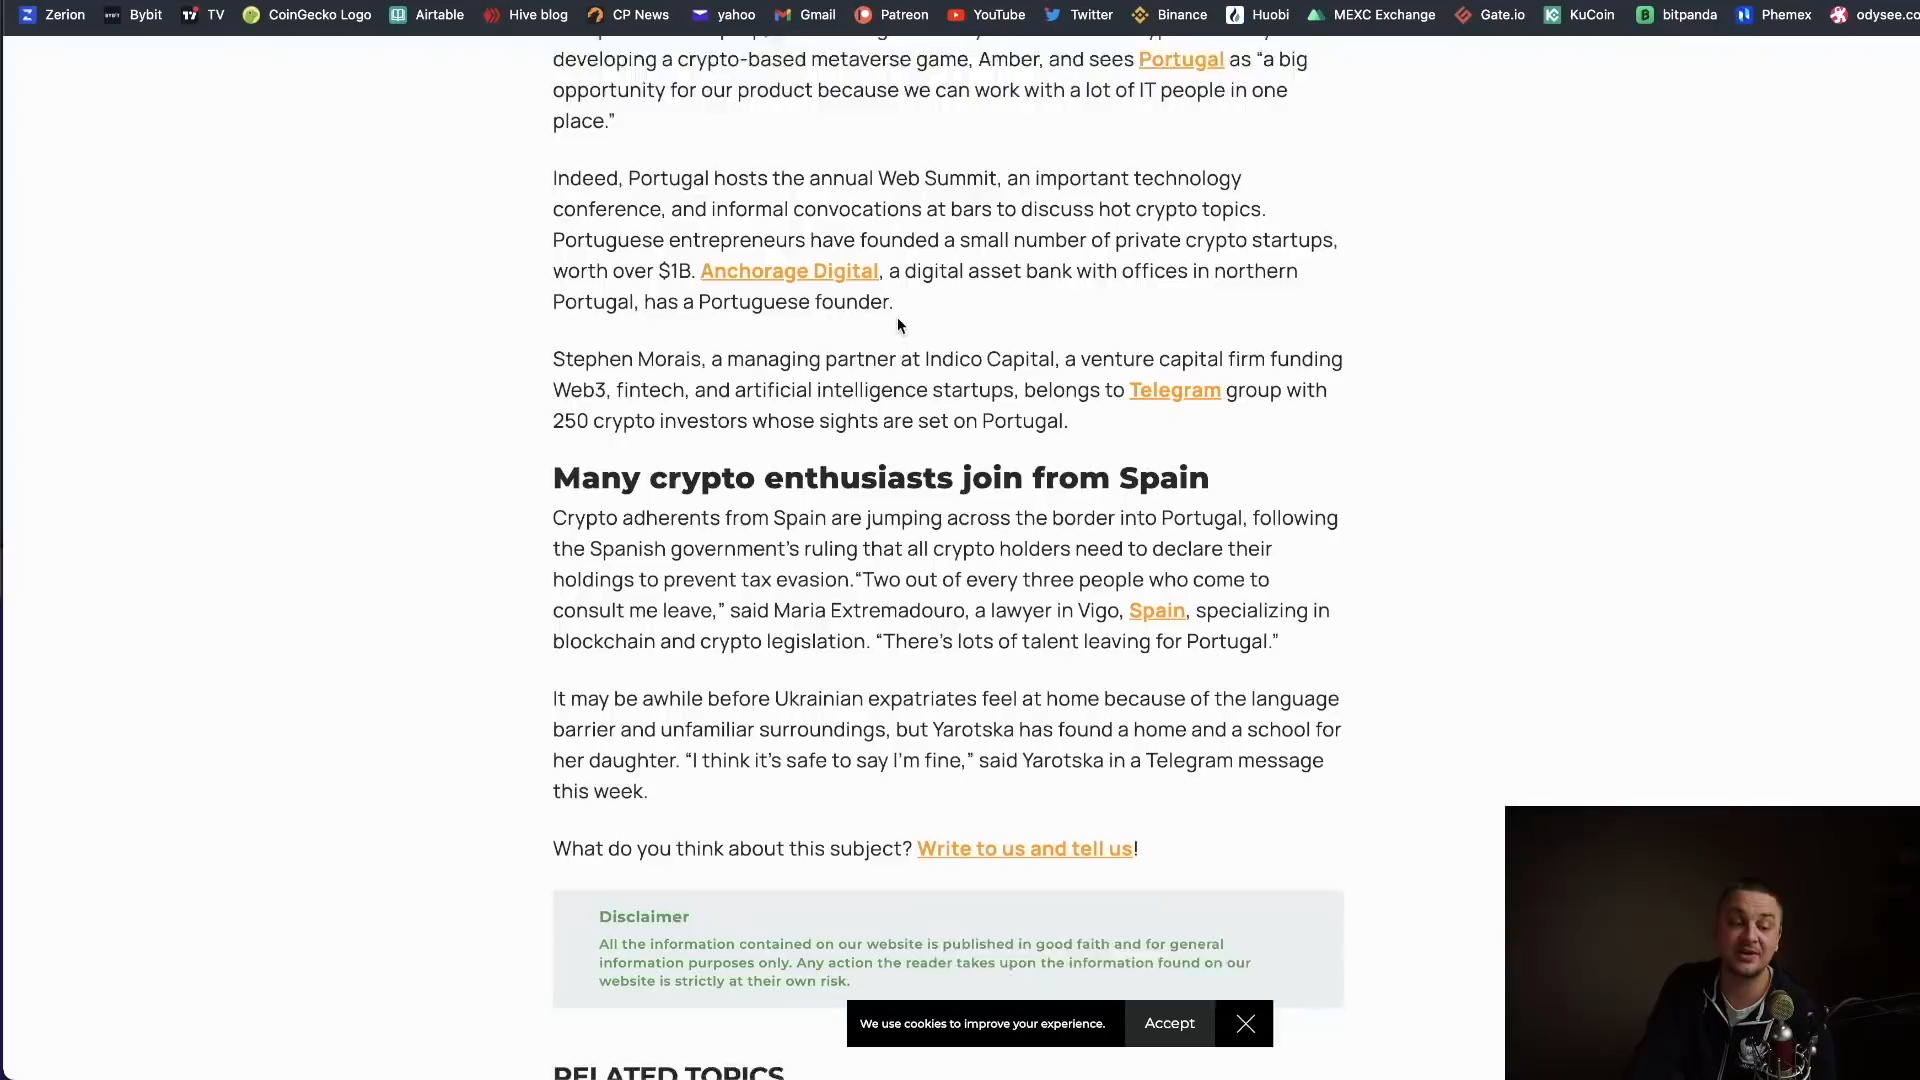 Zerion Bybit TV CoinGecko Logo Airtable Hive blog CP News yahoo Gmail Patreon YouTube Twitter Binance Huobi MEXC Exchange Gate.io KuCoin bitpanda Phemex odysee.co
developing a crypto-based metaverse game, Amber, and sees Portugal as “a big
opportunity for our product because we can work with a lot of IT people in one
place.”
Indeed, Portugal hosts the annual Web Summit, an important technology
conference, and informal convocations at bars to discuss hot crypto topics.
Portuguese entrepreneurs have founded a small number of private crypto startups,
worth over $1B. Anchorage Digital, a digital asset bank with offices in northern
Portugal, has a Portuguese founder.
Stephen Morais, a managing partner at Indico Capital, a venture capital firm funding
Web3, fintech, and artificial intelligence startups, belongs to Telegram group with
250 crypto investors whose sights are set on Portugal.
Many crypto enthusiasts join from Spain
Crypto adherents from Spain are jumping across the border into Portugal, following
the Spanish government’s ruling that all crypto holders need to declare their
holdings to prevent tax evasion.“Two out of every three people who come to
consult me leave,” said Maria Extremadouro, a lawyer in Vigo, Spain, specializing in
blockchain and crypto legislation. “There’s lots of talent leaving for Portugal.”
It may be awhile before Ukrainian expatriates feel at home because of the language
barrier and unfamiliar surroundings, but Yarotska has found a home and a school for
her daughter. “I think it’s safe to say I’m fine,” said Yarotska in a Telegram message
this week.
What do you think about this subject? Write to us and tell us!
Disclaimer
All the information contained on our website is published in good faith and for general
information purposes only. Any action the reader takes upon the information found on our
website is strictly at their own risk.
We use cookies to improve your experience. Accept
RELATED TOPICS